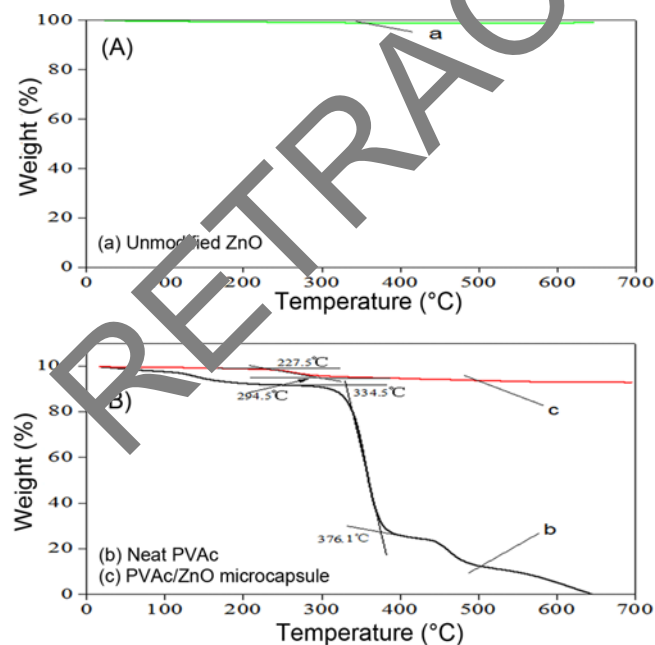 RETRAC
100
80
60
40
20
0
Weight (%)
(A)
a
(a) Unmodified ZnO
0 100 200 300 400 500 600 700
Temperature (°C)
100
80
60
40
20
0
Weight (%)
B)
227.5°C
294.5°C
334.5°C
c
376.1°C
b
(b) Neat PVAc
(c) PVAc/ZnO microcapsule
0 100 200 300 400 500 600 700
Temperature (°C)